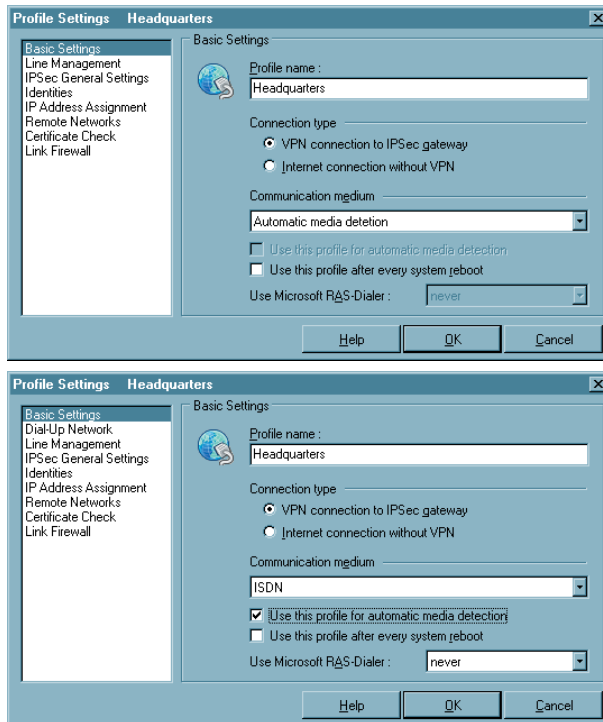 Profile Settings Headquarters
Basic Settings
Line Management
IPSec General Settings
Identities
IP Address Assignment
Remote Networks
Certificate Check
Link Firewall
Basic Settings
Profile name :
Headquarters
Connection type
VPN connection to IPSec gateway
Internet connection without VPN
Communication medium
Automatic media detetion
Use this profile for automatic media detection
Use this profile after every system reboot
Use Microsoft RAS-Dialer : never
Help OK Cancel
Profile Settings Headquarters
Basic Settings
Dial-Up Network
Line Management
IPSec General Settings
Identities
IP Address Assignment
Remote Networks
Certificate Check
Link Firewall
Basic Settings
Profile name :
Headquarters
Connection type
VPN connection to IPSec gateway
Internet connection without VPN
Communication medium
ISDN
Use this profile for automatic media detection
Use this profile after every system reboot
Use Microsoft RAS-Dialer : never
Help OK Cancel